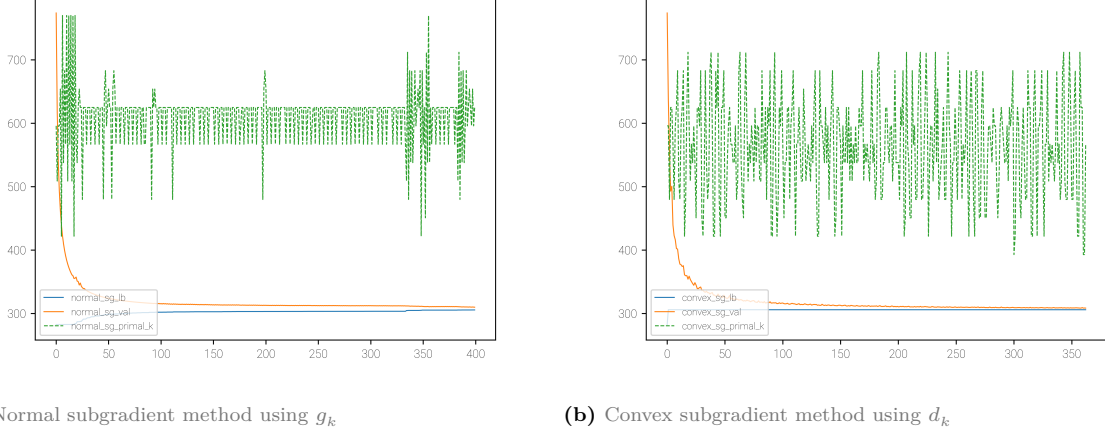 700
600
500
400
300
normal_sg_lb
normal_sg_val
normal_sg_primal_k
0 50 100 150 200 250 300 350 400
700
600
500
400
300
convex_sg_lb
convex_sg_val
convex_sg_primal_k
0 50 100 150 200 250 300 350
Normal subgradient method using g_k
(b) Convex subgradient method using d_k